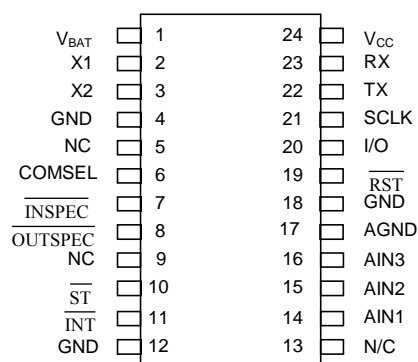 VBAT 1 24 VCC
X1 2 23 RX
X2 3 22 TX
GND 4 21 SCLK
NC 5 20 I/O
COMSEL 6 19 RST
INSPEC 7 18 GND
OUTSPEC 8 17 AGND
NC 9 16 AIN3
ST 10 15 AIN2
INT 11 14 AIN1
GND 12 13 N/C